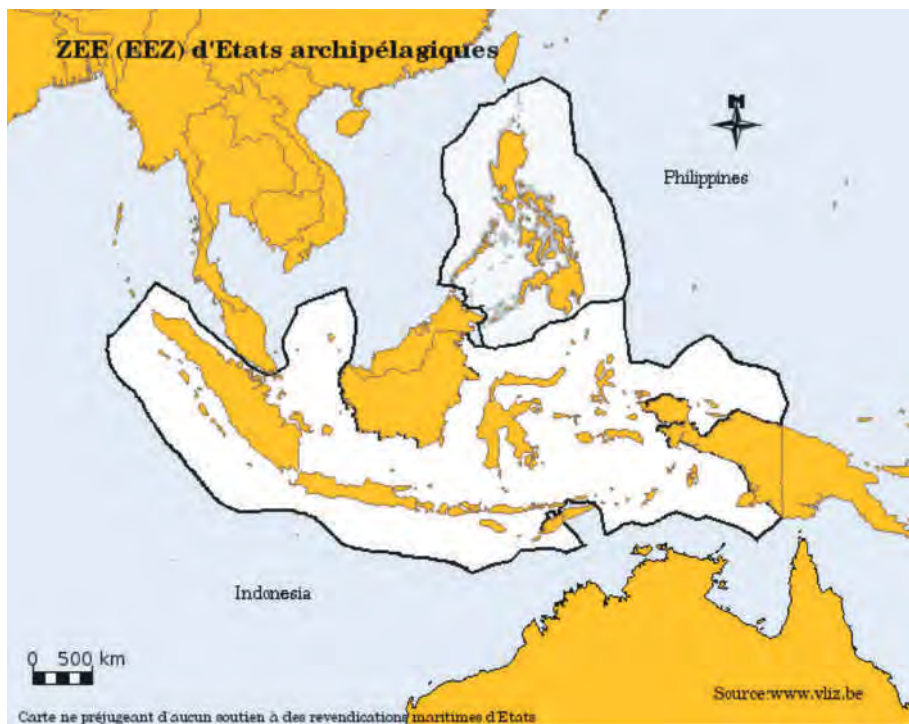 ZEE (EEZ) d'Etats archipélagiques
N
Philippines
Indonesia
0 500 km
Source:www.vliz.be
Carte ne préjugeant d'aucun soutien à des revendications maritimes d'Etats